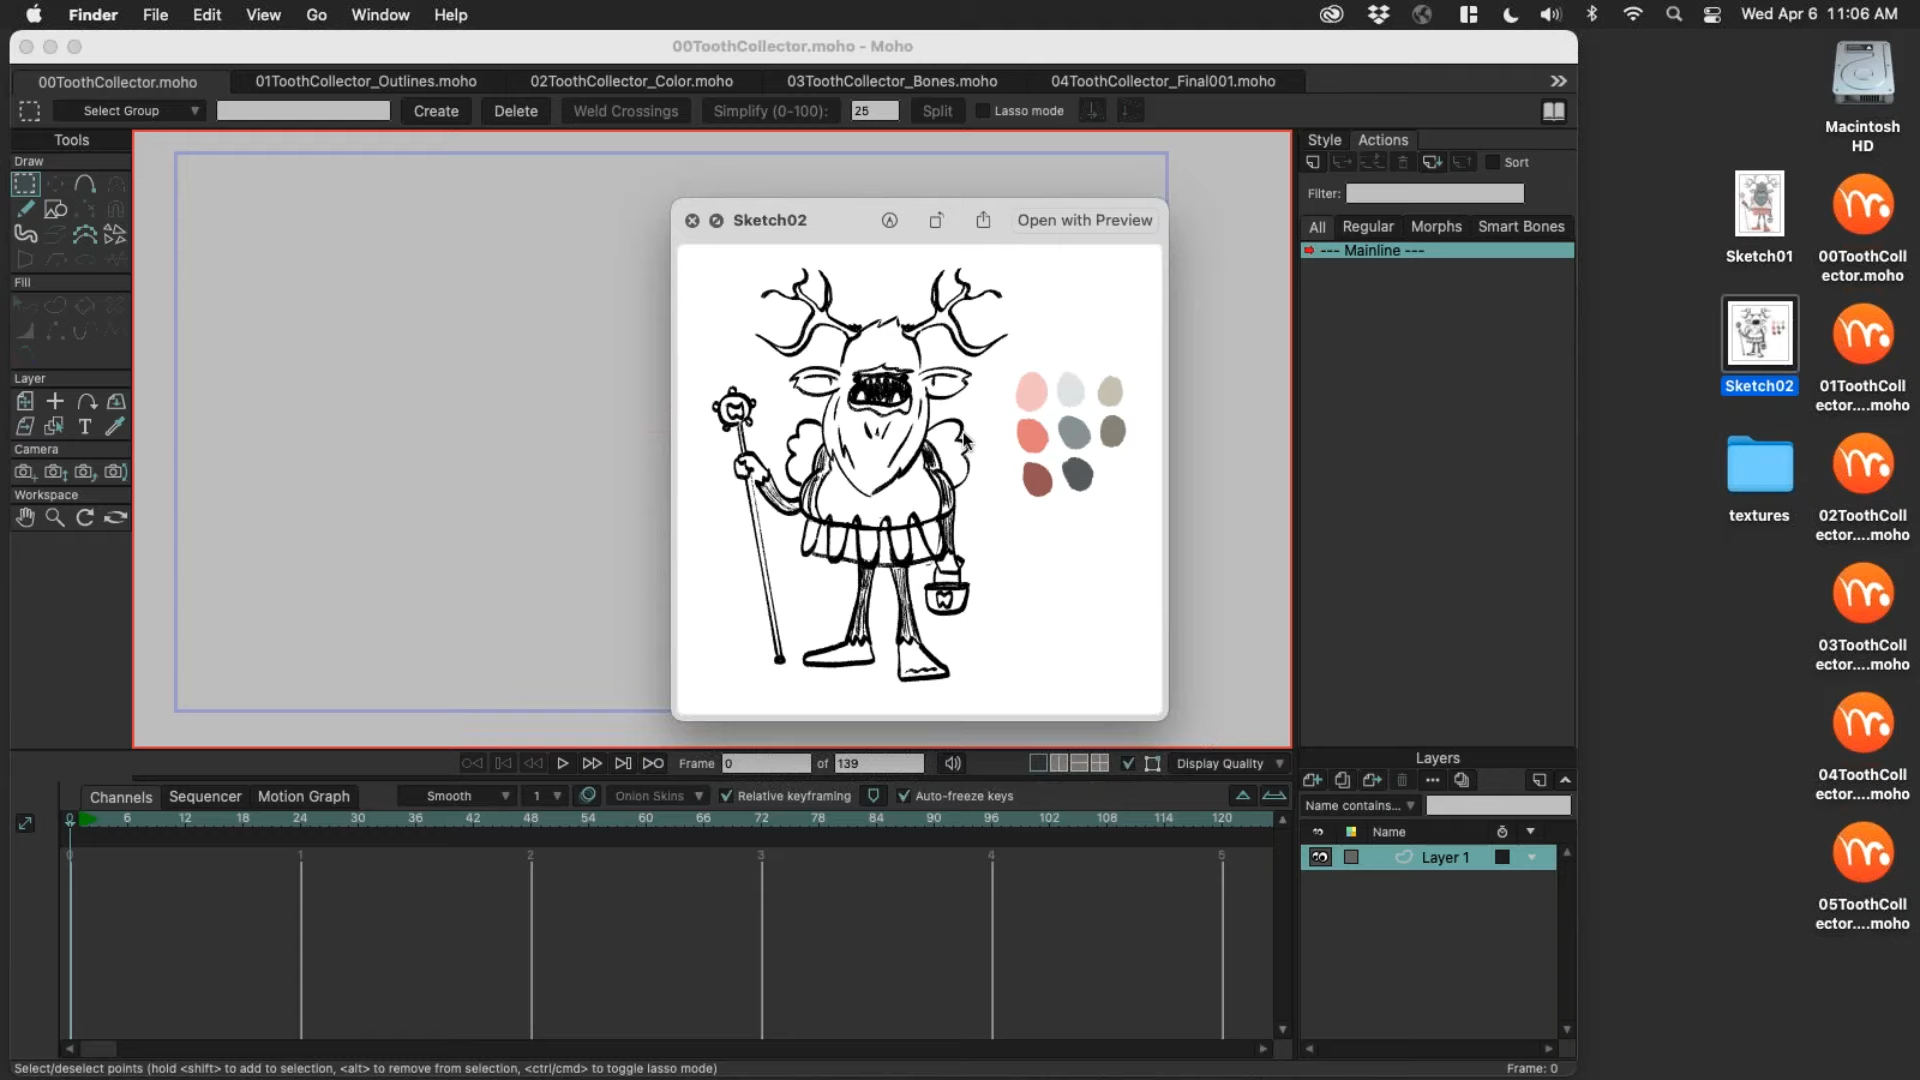 Finder File Edit View Go Window Help
Wed Apr 6 11:06 AM
00ToothCollector.moho - Moho
00ToothCollector.moho 01ToothCollector_Outlines.moho 02ToothCollector_Color.moho 03ToothCollector_Bones.moho 04ToothCollector_Final001.moho
Select Group Create Delete Weld Crossings Simplify (0-100): 25 Split Lasso mode
Tools
Draw
Fill
Layer
T
Camera
Workspace
Sketch02 Open with Preview
Style Actions
Sort
Filter:
All Regular Morphs Smart Bones
--- Mainline ---
Frame 0 of 139 Display Quality
Channels Sequencer Motion Graph Smooth 1 Onion Skins Relative keyframing Auto-freeze keys
0 6 12 18 24 30 36 42 48 54 60 66 72 78 84 90 96 102 108 114 120
0 1 2 3 4 5
Layers
Name contains...
Name
Layer 1
Select/deselect points (hold <shift> to add to selection, <alt> to remove from selection, <ctrl/cmd> to toggle lasso mode)
Frame: 0
Macintosh
HD
Sketch01
00ToothColl
ector.moho
Sketch02
01ToothColl
ector....moho
textures
02ToothColl
ector....moho
03ToothColl
ector....moho
04ToothColl
ector....moho
05ToothColl
ector....moho